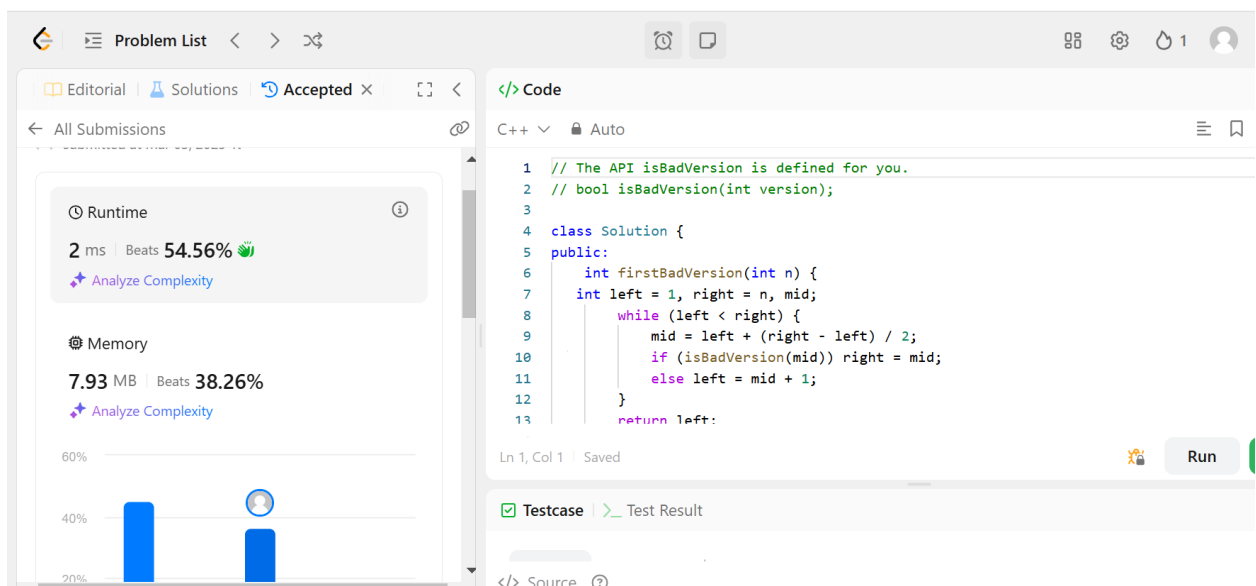 Problem List
1
Editorial
Solutions
Accepted
All Submissions
Runtime
2 ms
Beats 54.56%
Analyze Complexity
Memory
7.93 MB
Beats 38.26%
Analyze Complexity
60%
40%
20%
</> Code
C++
Auto
1 // The API isBadVersion is defined for you.
2 // bool isBadVersion(int version);
3
4 class Solution {
5 public:
6 int firstBadVersion(int n) {
7 int left = 1, right = n, mid;
8 while (left < right) {
9 mid = left + (right - left) / 2;
10 if (isBadVersion(mid)) right = mid;
11 else left = mid + 1;
12 }
13 return left;
Ln 1, Col 1
Saved
Run
Testcase
Test Result
</> Source